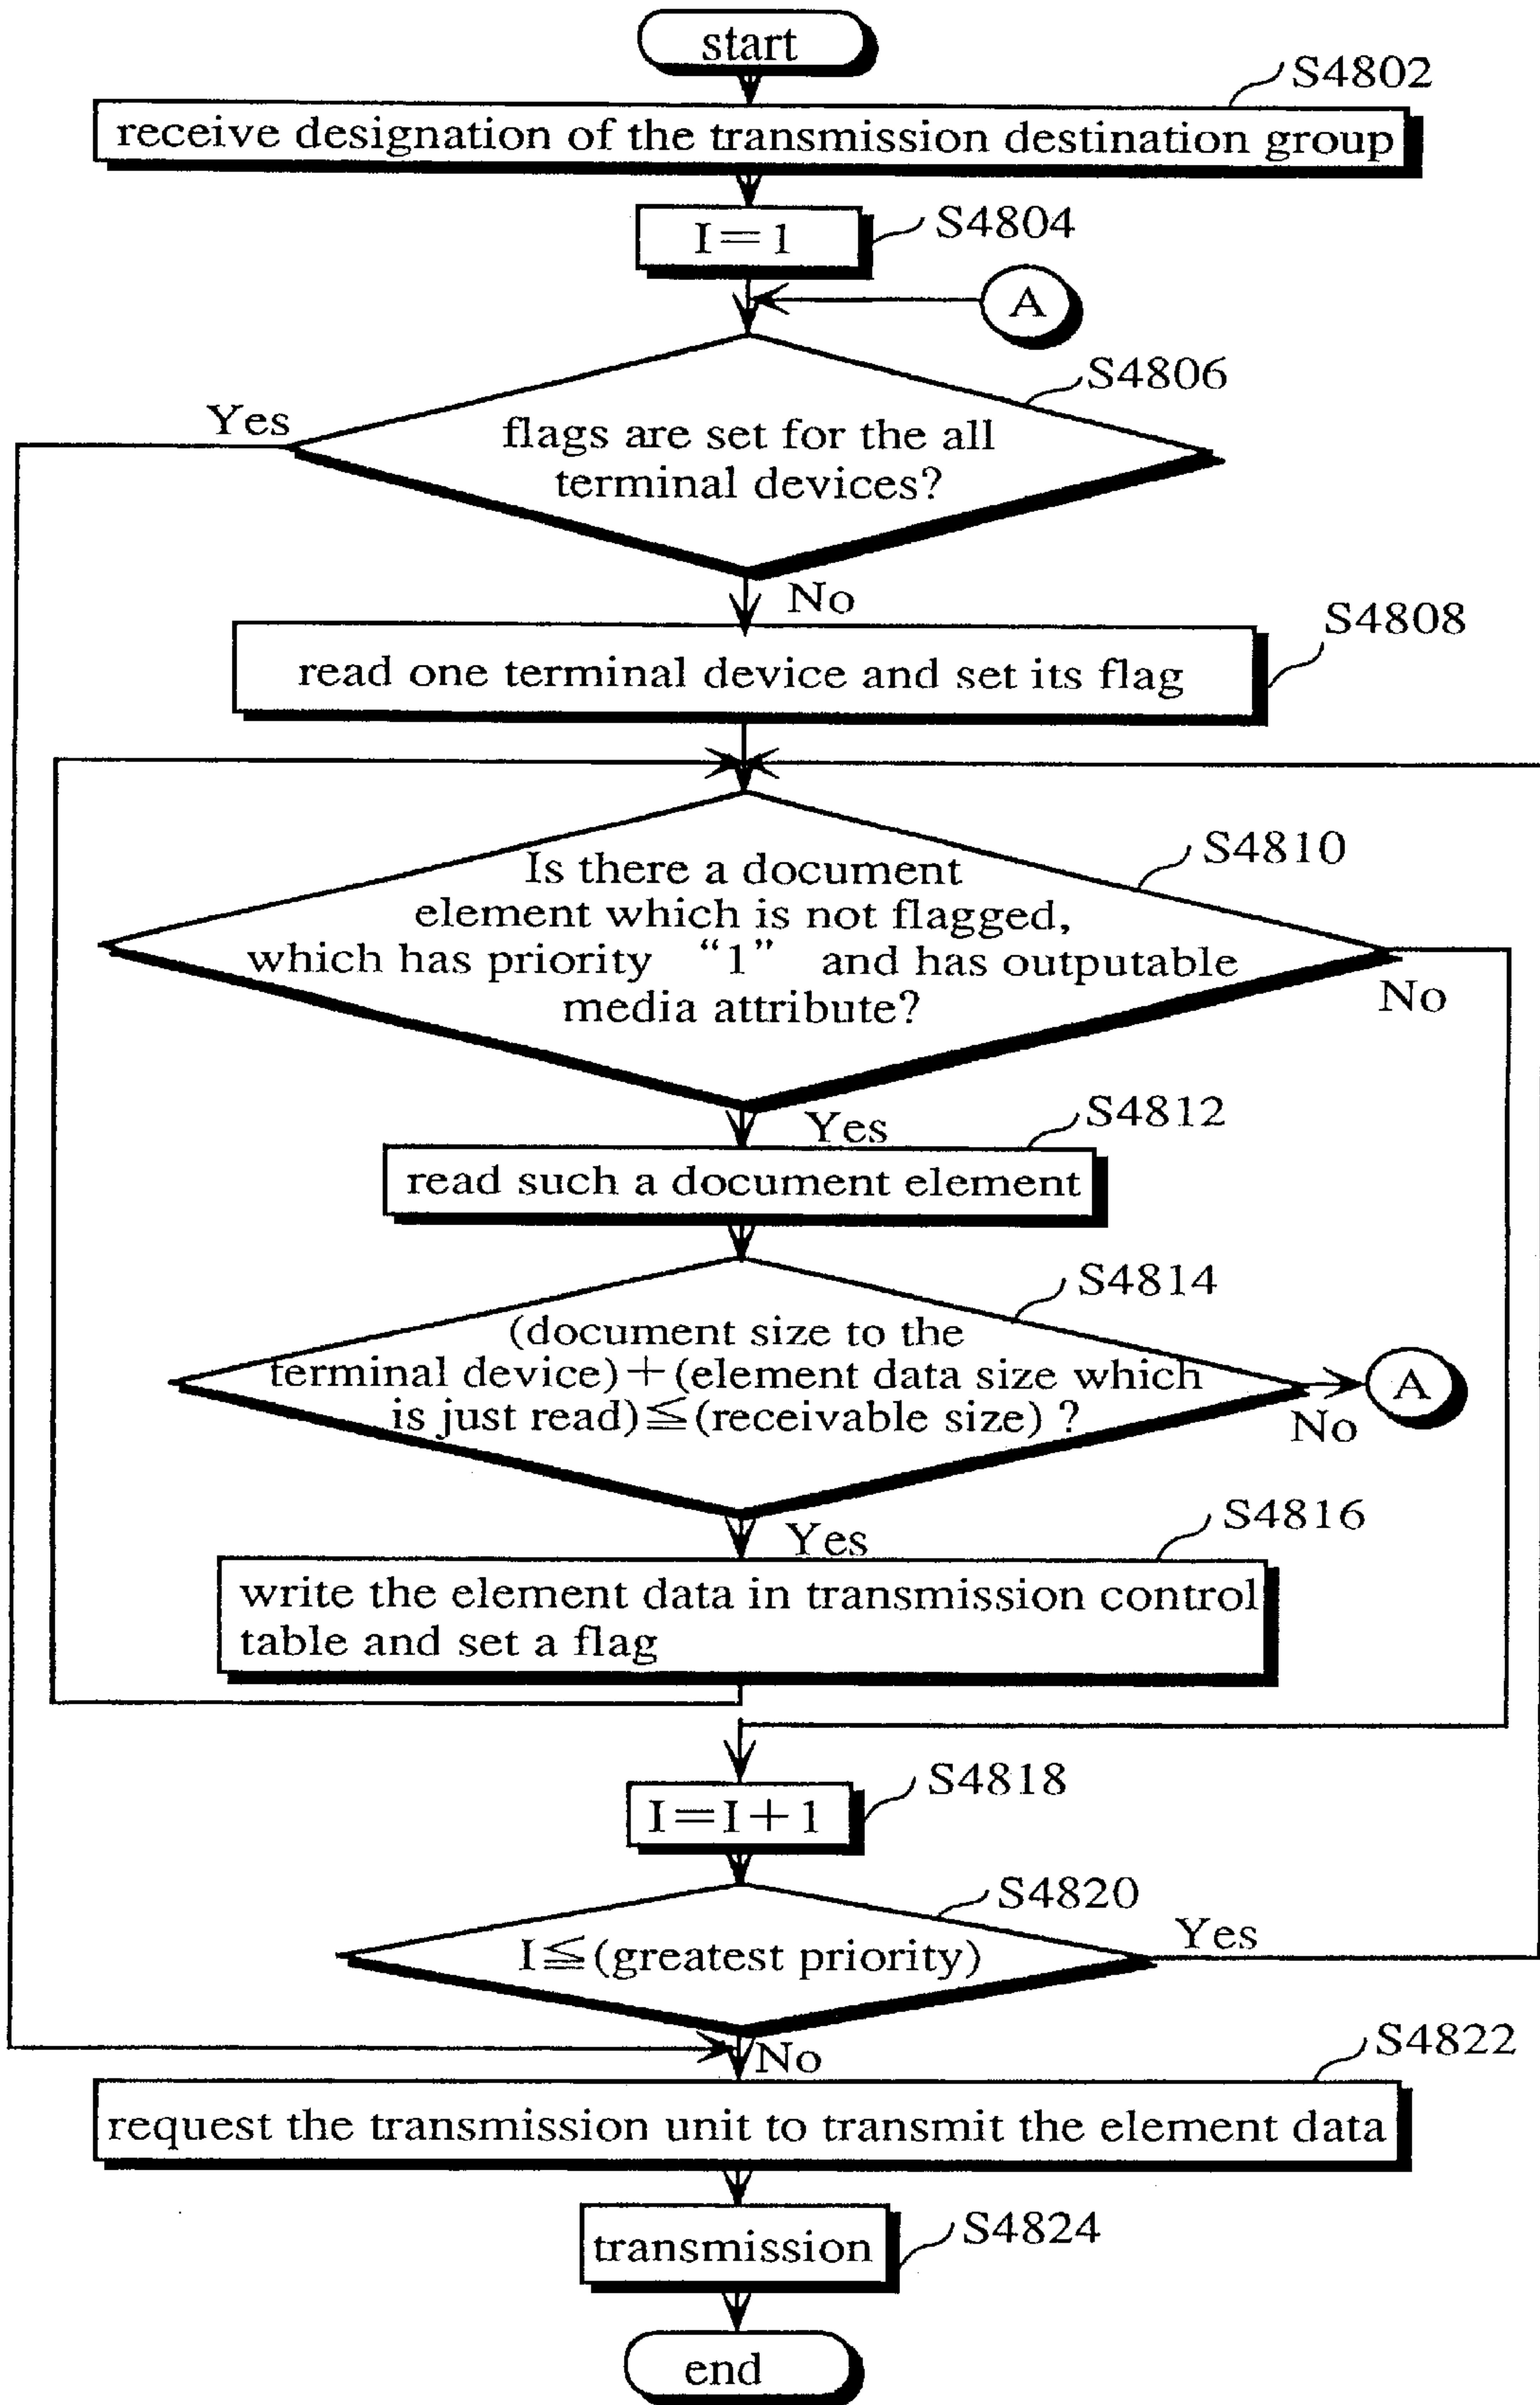 start
S4802
receive designation of the transmission destination group
I=1
S4804
A
S4806
Yes
flags are set for the all
terminal devices?
No
S4808
read one terminal device and set its flag
S4810
Is there a document
element which is not flagged,
which has priority “1” and has outputable
media attribute?
No
Yes
S4812
read such a document element
S4814
(document size to the
terminal device)+(element data size which
is just read)≦(receivable size) ?
A
No
S4816
Yes
write the element data in transmission control
table and set a flag
S4818
I=I+1
S4820
Yes
I≦(greatest priority)
No
S4822
request the transmission unit to transmit the element data
transmission
S4824
end